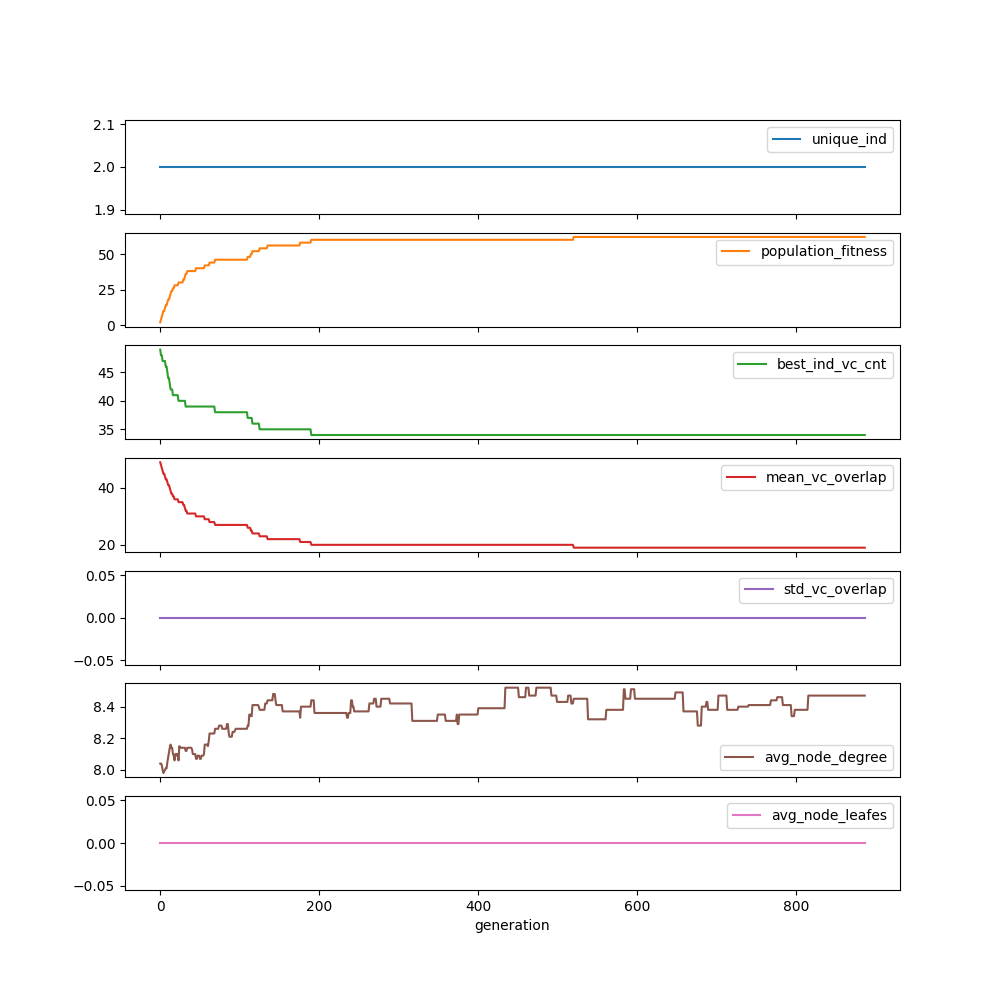 2.1
2.0
1.9
unique_ind
50
25
0
population_fitness
45
40
35
best_ind_vc_cnt
40
20
mean_vc_overlap
0.05
0.00
−0.05
std_vc_overlap
8.4
8.2
8.0
avg_node_degree
0.05
0.00
−0.05
avg_node_leafes
0 200 400 600 800
generation